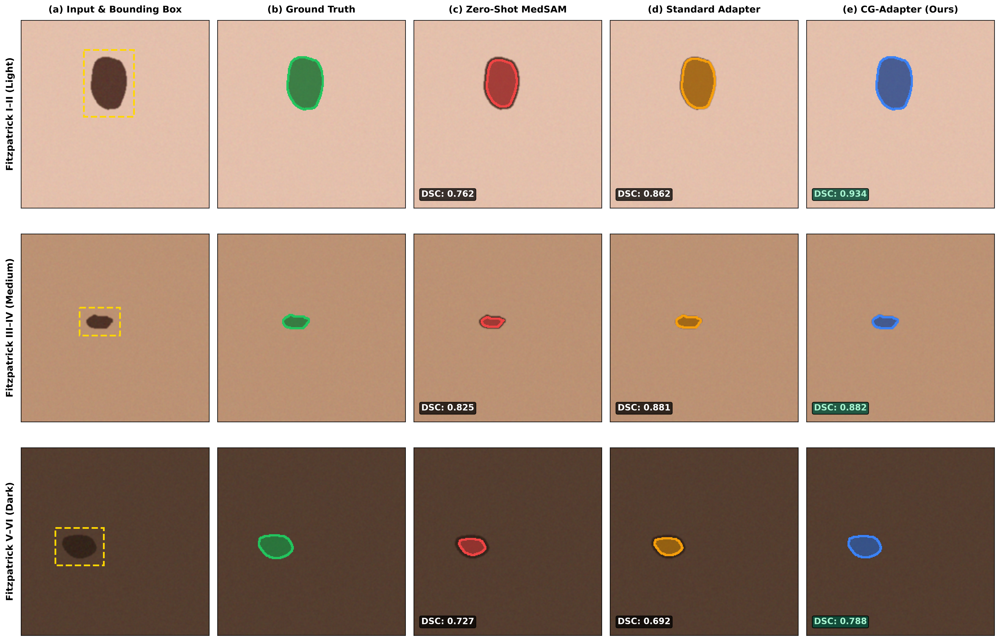 (a) Input & Bounding Box
(b) Ground Truth
(c) Zero-Shot MedSAM
(d) Standard Adapter
(e) CG-Adapter (Ours)
Fitzpatrick I–II (Light)
DSC: 0.762
DSC: 0.862
DSC: 0.934
Fitzpatrick III–IV (Medium)
DSC: 0.825
DSC: 0.881
DSC: 0.882
Fitzpatrick V–VI (Dark)
DSC: 0.727
DSC: 0.692
DSC: 0.788